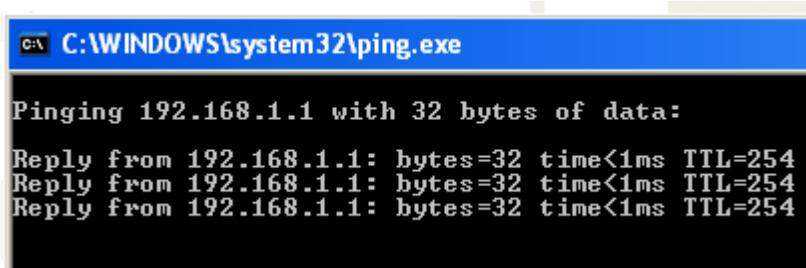 C:\WINDOWS\system32\ping.exe
Pinging 192.168.1.1 with 32 bytes of data:
Reply from 192.168.1.1: bytes=32 time<1ms TTL=254
Reply from 192.168.1.1: bytes=32 time<1ms TTL=254
Reply from 192.168.1.1: bytes=32 time<1ms TTL=254